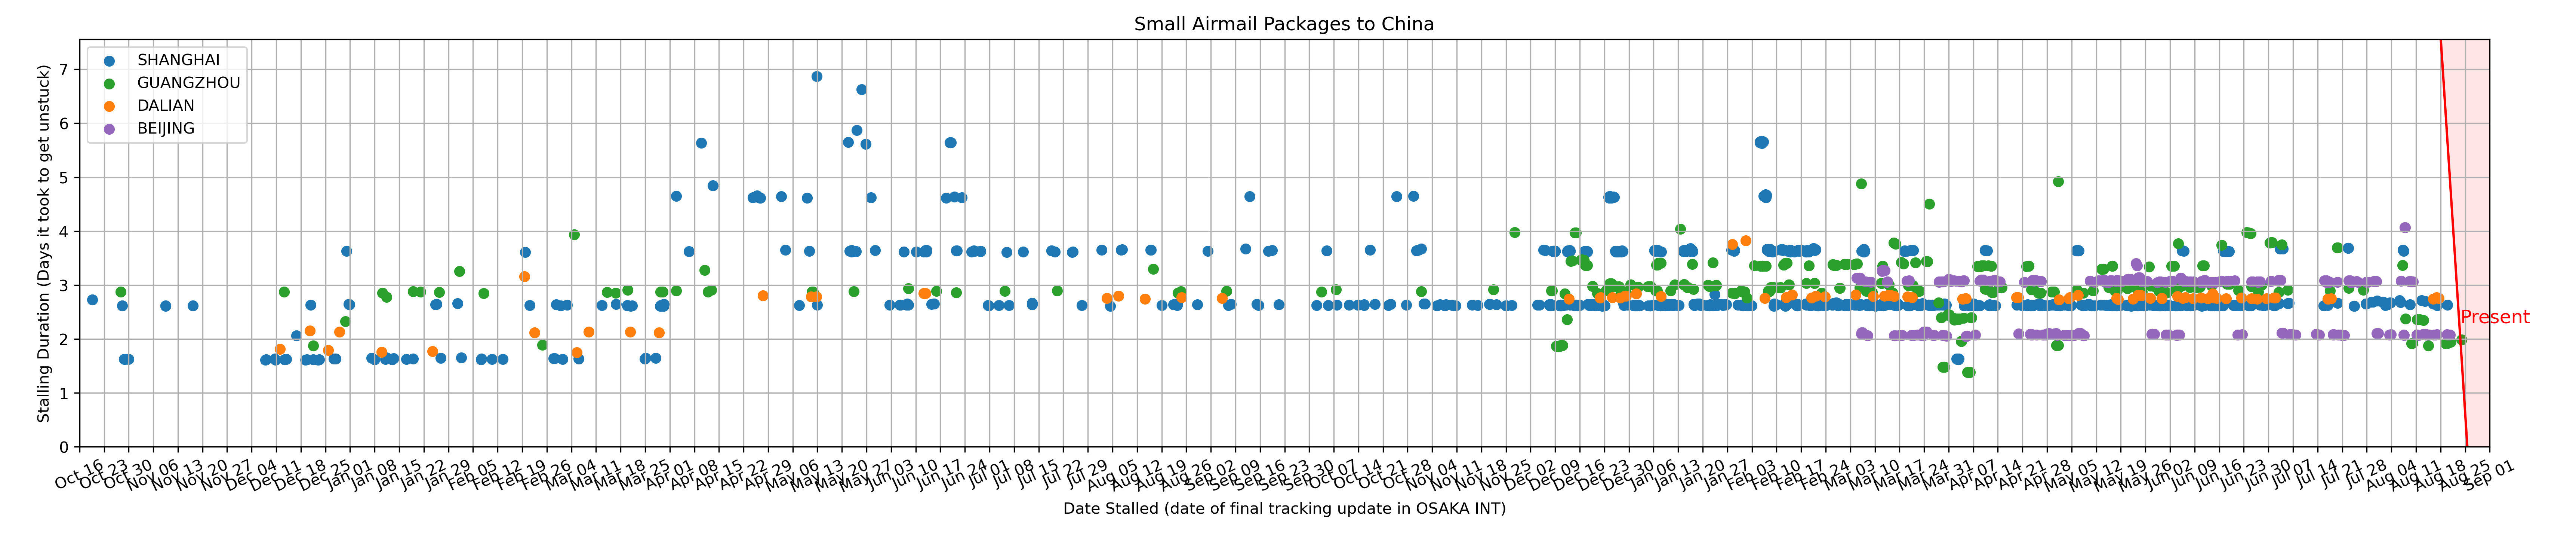 Small Airmail Packages to China
SHANGHAI
GUANGZHOU
DALIAN
BEIJING
Stalling Duration (Days it took to get unstuck)
7
6
5
4
3
2
1
0
Present
Oct 16
Oct 23
Oct 30
Nov 06
Nov 13
Nov 20
Nov 27
Dec 04
Dec 11
Dec 18
Dec 25
Jan 01
Jan 08
Jan 15
Jan 22
Jan 29
Feb 05
Feb 12
Feb 19
Feb 26
Mar 04
Mar 11
Mar 18
Mar 25
Apr 01
Apr 08
Apr 15
Apr 22
Apr 29
May 06
May 13
May 20
May 27
Jun 03
Jun 10
Jun 17
Jun 24
Jul 01
Jul 08
Jul 15
Jul 22
Jul 29
Aug 05
Aug 12
Aug 19
Aug 26
Sep 02
Sep 09
Sep 16
Sep 23
Sep 30
Oct 07
Oct 14
Oct 21
Oct 28
Nov 04
Nov 11
Nov 18
Nov 25
Dec 02
Dec 09
Dec 16
Dec 23
Dec 30
Jan 06
Jan 13
Jan 20
Jan 27
Feb 03
Feb 10
Feb 17
Feb 24
Mar 03
Mar 10
Mar 17
Mar 24
Mar 31
Apr 07
Apr 14
Apr 21
Apr 28
May 05
May 12
May 19
May 26
Jun 02
Jun 09
Jun 16
Jun 23
Jun 30
Jul 07
Jul 14
Jul 21
Jul 28
Aug 04
Aug 11
Aug 18
Aug 25
Sep 01
Date Stalled (date of final tracking update in OSAKA INT)